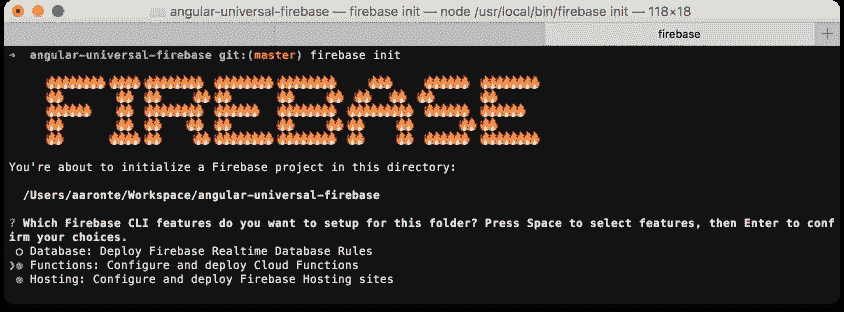 angular-universal-firebase — firebase init — node /usr/local/bin/firebase init — 118×18
firebase +
➜ angular-universal-firebase git:(master) firebase init
FIREBASE
You're about to initialize a Firebase project in this directory:
/Users/aaronte/Workspace/angular-universal-firebase
? Which Firebase CLI features do you want to setup for this folder? Press Space to select features, then Enter to conf
irm your choices.
◯ Database: Deploy Firebase Realtime Database Rules
❯◉ Functions: Configure and deploy Cloud Functions
◉ Hosting: Configure and deploy Firebase Hosting sites